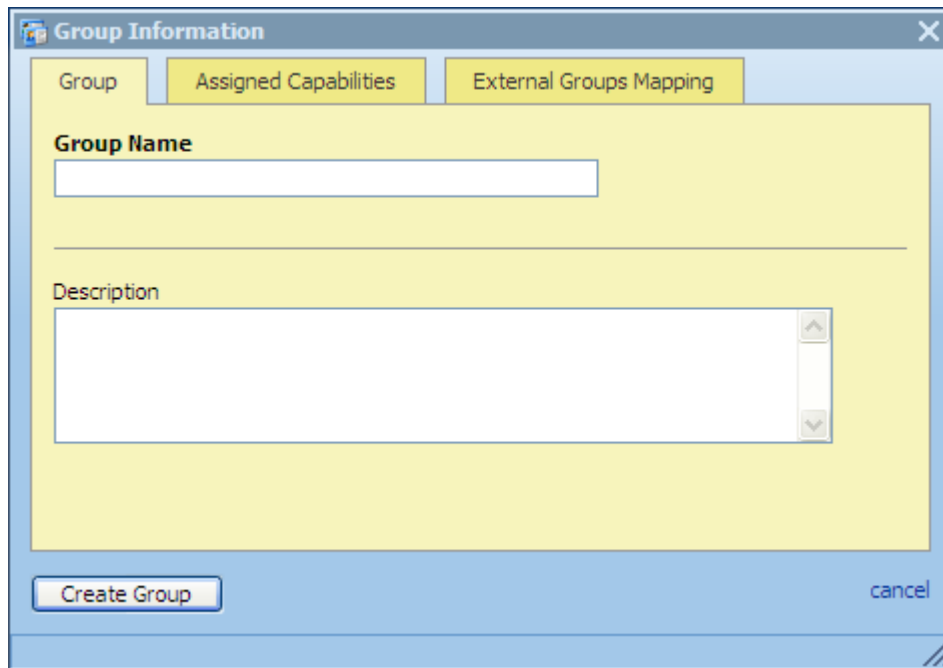 Group Information
Group
Assigned Capabilities
External Groups Mapping
Group Name
Description
Create Group
cancel